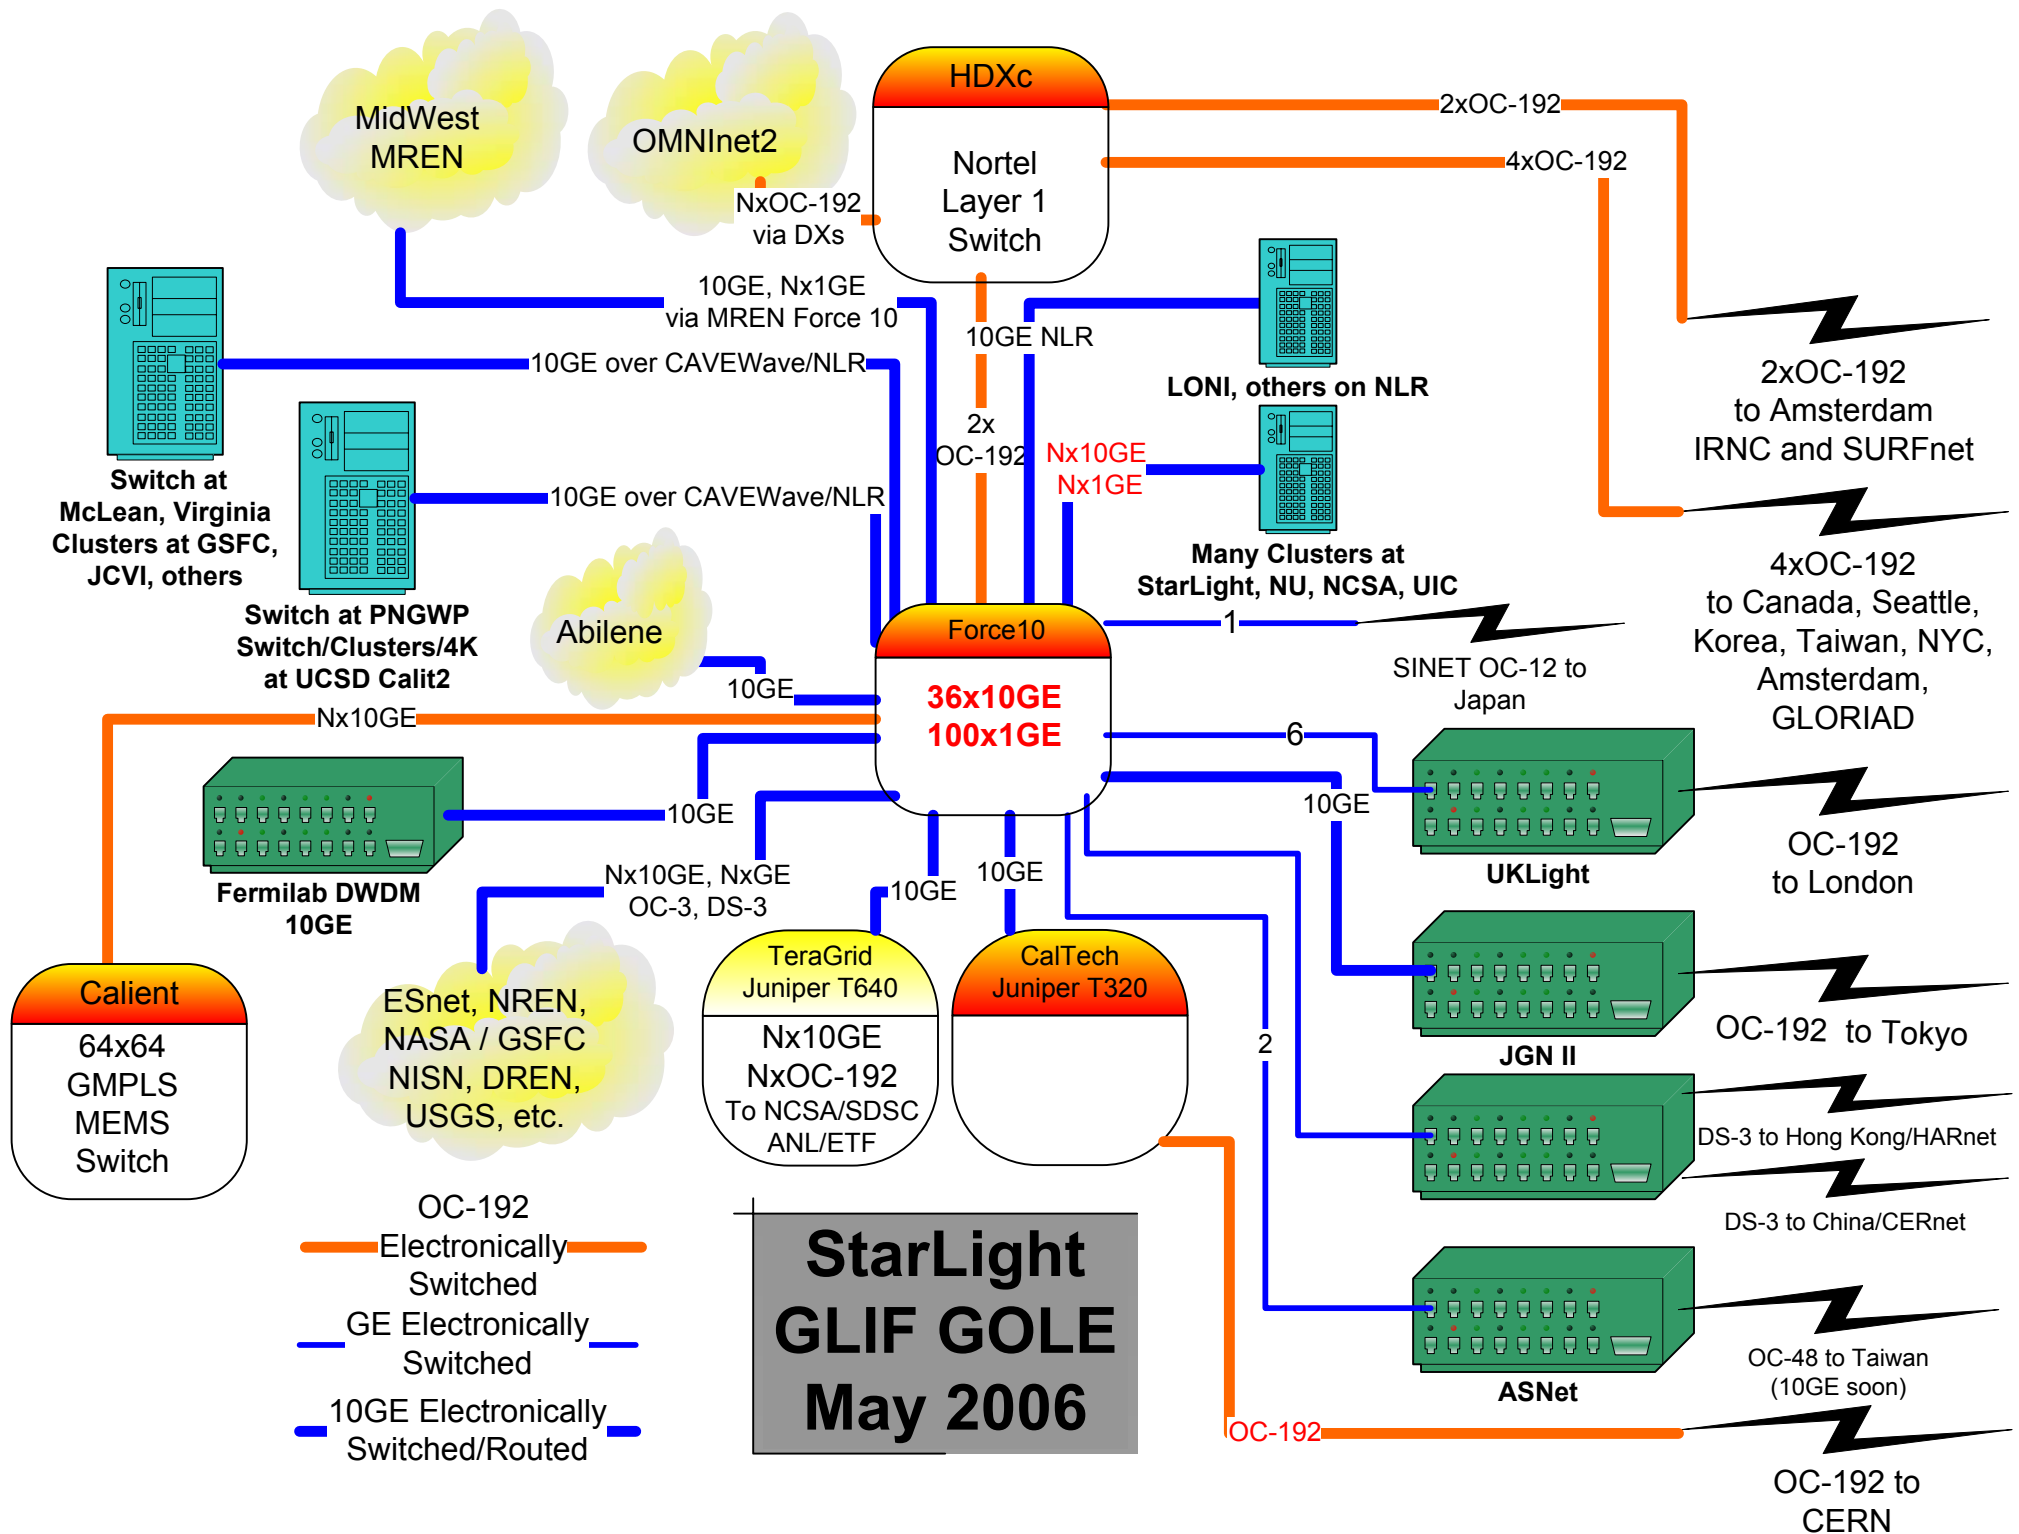 MidWest
MREN
OMNInet2
HDXc
Nortel
Layer 1
Switch
2xOC-192
4xOC-192
NxOC-192
via DXs
10GE, Nx1GE
via MREN Force 10
10GE NLR
10GE over CAVEWave/NLR
LONI, others on NLR
2xOC-192
to Amsterdam
IRNC and SURFnet
2x
OC-192
Nx10GE
Nx1GE
Switch at
McLean, Virginia
Clusters at GSFC,
JCVI, others
10GE over CAVEWave/NLR
Many Clusters at
StarLight, NU, NCSA, UIC
4xOC-192
to Canada, Seattle,
Korea, Taiwan, NYC,
Amsterdam,
GLORIAD
Switch at PNGWP
Switch/Clusters/4K
at UCSD Calit2
Abilene
10GE
Force10
36x10GE
100x1GE
1
SINET OC-12 to
Japan
Nx10GE
6
10GE
Fermilab DWDM
10GE
10GE
UKLight
OC-192
to London
Nx10GE, NxGE
OC-3, DS-3
10GE
10GE
Calient
64x64
GMPLS
MEMS
Switch
ESnet, NREN,
NASA / GSFC
NISN, DREN,
USGS, etc.
TeraGrid
Juniper T640
Nx10GE
NxOC-192
To NCSA/SDSC
ANL/ETF
CalTech
Juniper T320
2
JGN II
OC-192 to Tokyo
DS-3 to Hong Kong/HARnet
DS-3 to China/CERnet
ASNet
OC-48 to Taiwan
(10GE soon)
OC-192
OC-192 to
CERN
OC-192
Electronically
Switched
GE Electronically
Switched
10GE Electronically
Switched/Routed
StarLight
GLIF GOLE
May 2006